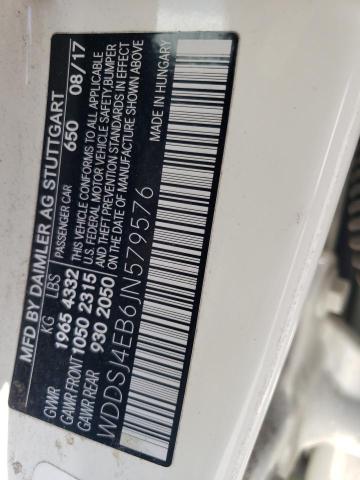 MFD BY DAIMLER AG STUTTGART
PASSENGER CAR 650 08/17
KG LBS
GWR 1965 4332
GAWR FRONT 1050 2315
GAWR REAR 930 2050
THIS VEHICLE CONFORMS TO ALL APPLICABLE
U.S. FEDERAL MOTOR VEHICLE SAFETY,BUMPER
AND THEFT PREVENTION STANDARDS IN EFFECT
ON THE DATE OF MANUFACTURE SHOWN ABOVE
WDDSJ4EB6JN579576
MADE IN HUNGARY